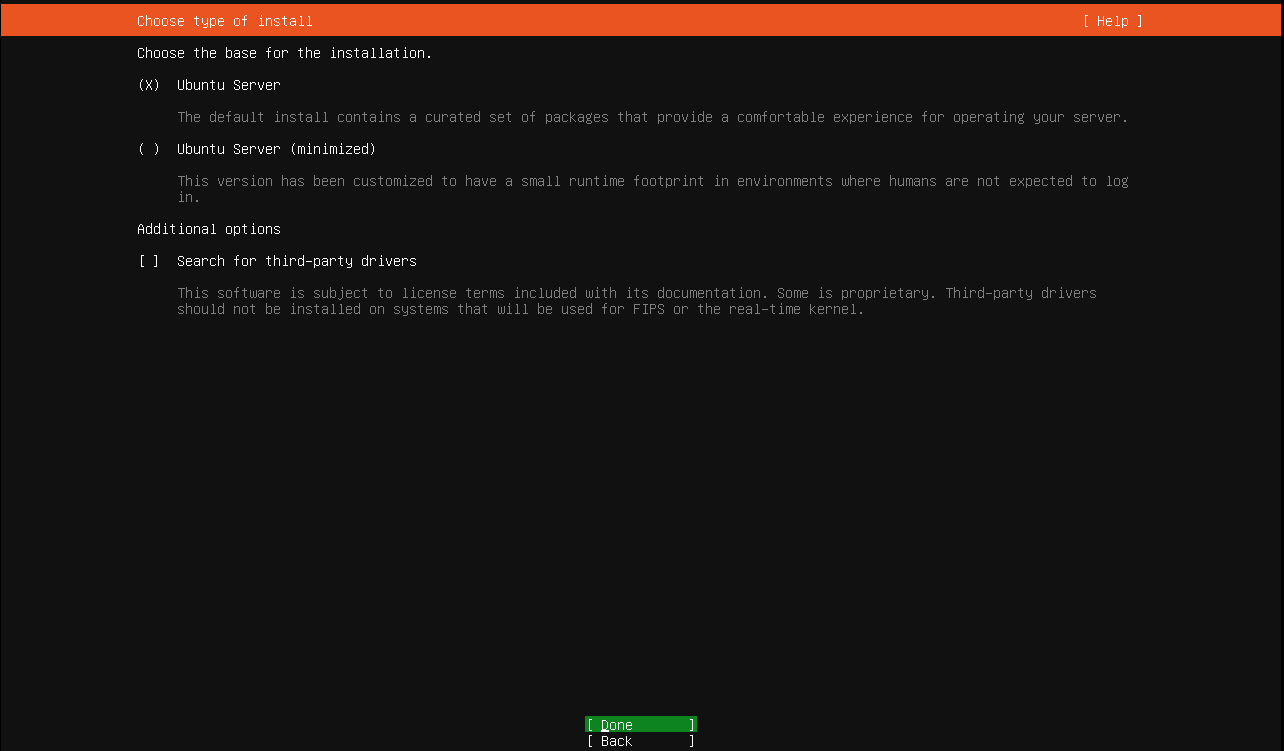 Choose type of install [ Help ]
Choose the base for the installation.
(X) Ubuntu Server
The default install contains a curated set of packages that provide a comfortable experience for operating your server.
( ) Ubuntu Server (minimized)
This version has been customized to have a small runtime footprint in environments where humans are not expected to log
in.
Additional options
[ ] Search for third-party drivers
This software is subject to license terms included with its documentation. Some is proprietary. Third-party drivers
should not be installed on systems that will be used for FIPS or the real-time kernel.
[ Done ]
[ Back ]